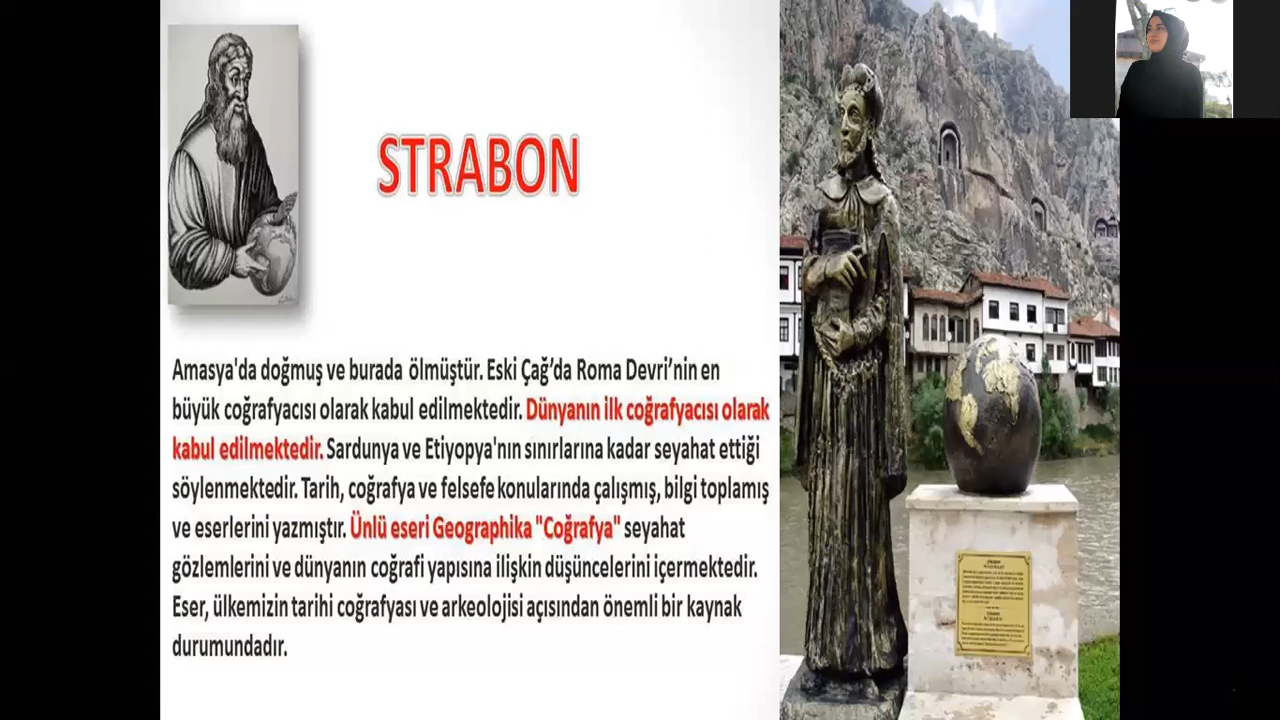 STRABON
Amasya'da doğmuş ve burada ölmüştür. Eski Çağ’da Roma Devri’nin en
büyük coğrafyacısı olarak kabul edilmektedir. Dünyanın ilk coğrafyacısı olarak
kabul edilmektedir. Sardunya ve Etiyopya'nın sınırlarına kadar seyahat ettiği
söylenmektedir. Tarih, coğrafya ve felsefe konularında çalışmış, bilgi toplamış
ve eserlerini yazmıştır. Ünlü eseri Geographika "Coğrafya" seyahat
gözlemlerini ve dünyanın coğrafi yapısına ilişkin düşüncelerini içermektedir.
Eser, ülkemizin tarihi coğrafyası ve arkeolojisi açısından önemli bir kaynak
durumundadır.